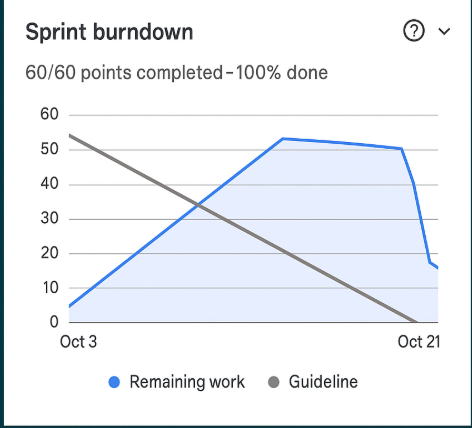 Sprint burndown
60/60 points completed-100% done
60
50
40
30
20
10
0
Oct 3
Oct 21
Remaining work
Guideline